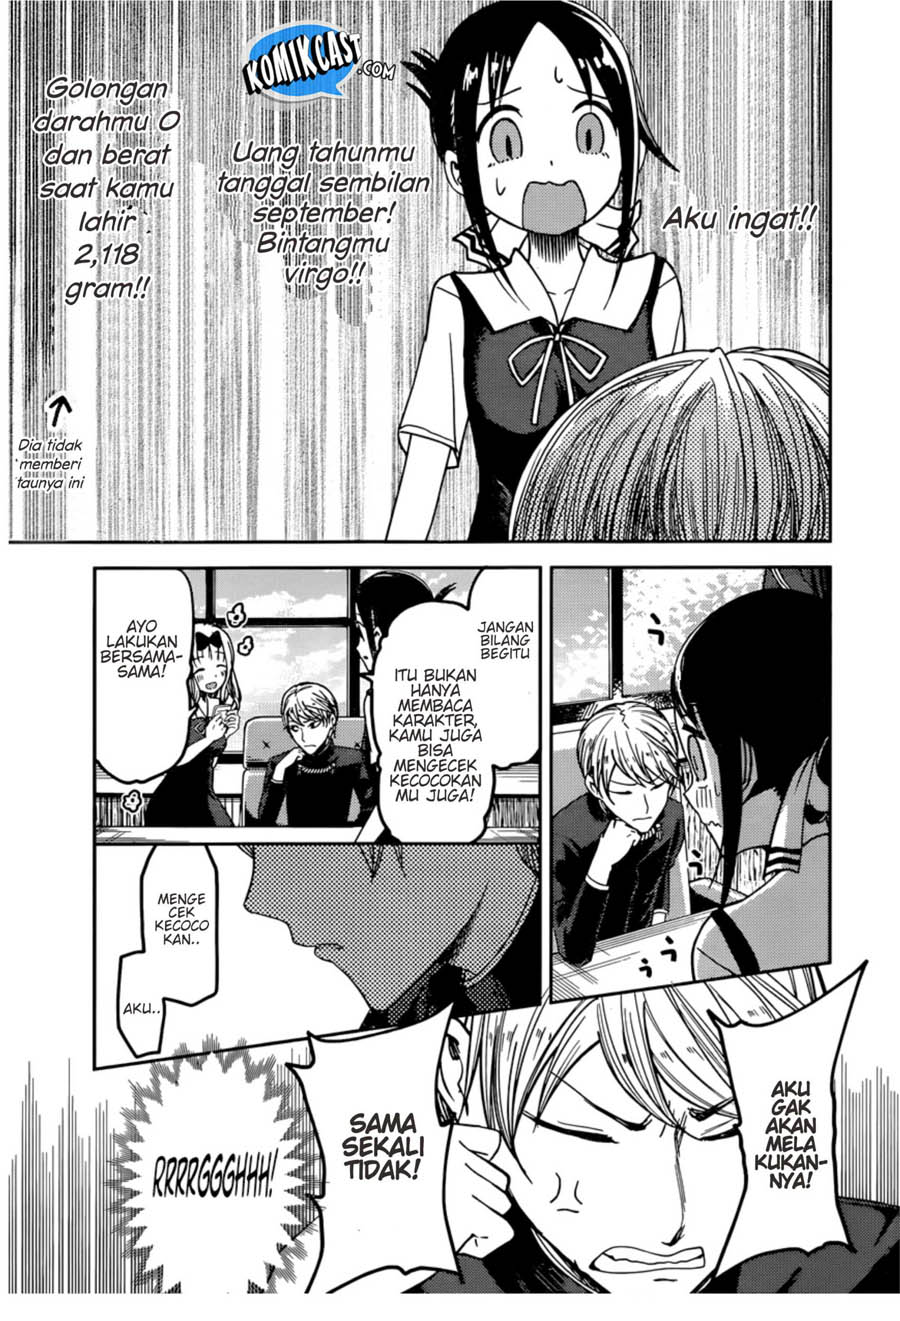 KOMIKCAST
.COM
Aku ingat!!
Uang tahunmu
tanggal sembilan
september!
Bintangmu
virgo!!
Golongan
darahmu O
dan berat
saat kamu
lahir
2,118
gram!!
Dia tidak
memberi
taunya ini
JANGAN
BILANG
BEGITU
ITU BUKAN
HANYA
MEMBACA
KARAKTER,
KAMU JUGA
BISA
MENGECEK
KECOCOKAN
MU JUGA!
AYO
LAKUKAN
BERSAMA-
SAMA!
MENGE
CEK
KECOCO
KAN..
AKU..
AKU
GAK
AKAN
MELA
KUKAN-
NYA!
SAMA
SEKALI
TIDAK!
RRRRGGGHHH!